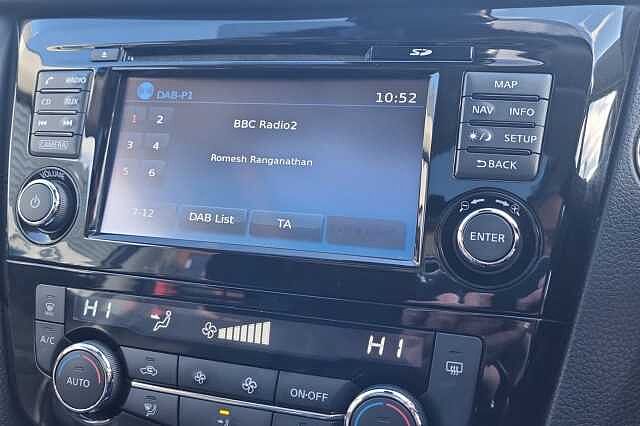 SD
RADIO
CD AUX
CAMERA
VOLUME
DAB-P1
10:52
1 2
3 4
5 6
7-12
BBC Radio2
Romesh Ranganathan
DAB List
TA
MAP
NAV INFO
SETUP
BACK
ENTER
HI
HI
A/C
AUTO
ON·OFF